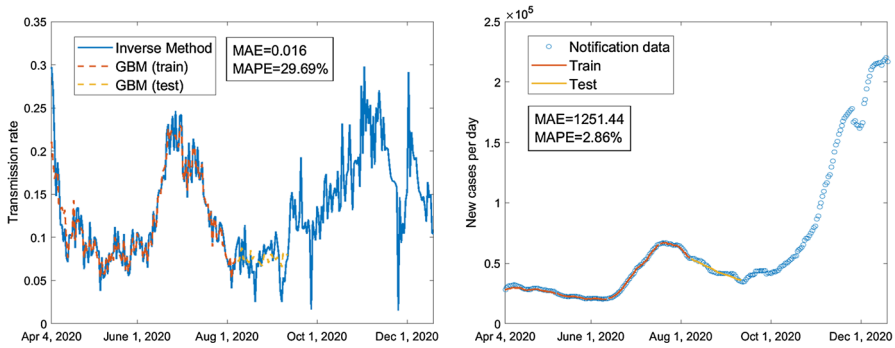 0.35
0.3
0.25
0.2
0.15
0.1
0.05
0
Transmission rate
Inverse Method
GBM (train)
GBM (test)
MAE=0.016
MAPE=29.69%
Apr 4, 2020
June 1, 2020
Aug 1, 2020
Oct 1, 2020
Dec 1, 2020
×10⁵
2.5
2
1.5
1
0.5
0
New cases per day
Notification data
Train
Test
MAE=1251.44
MAPE=2.86%
Apr 4, 2020
June 1, 2020
Aug 1, 2020
Oct 1, 2020
Dec 1, 2020